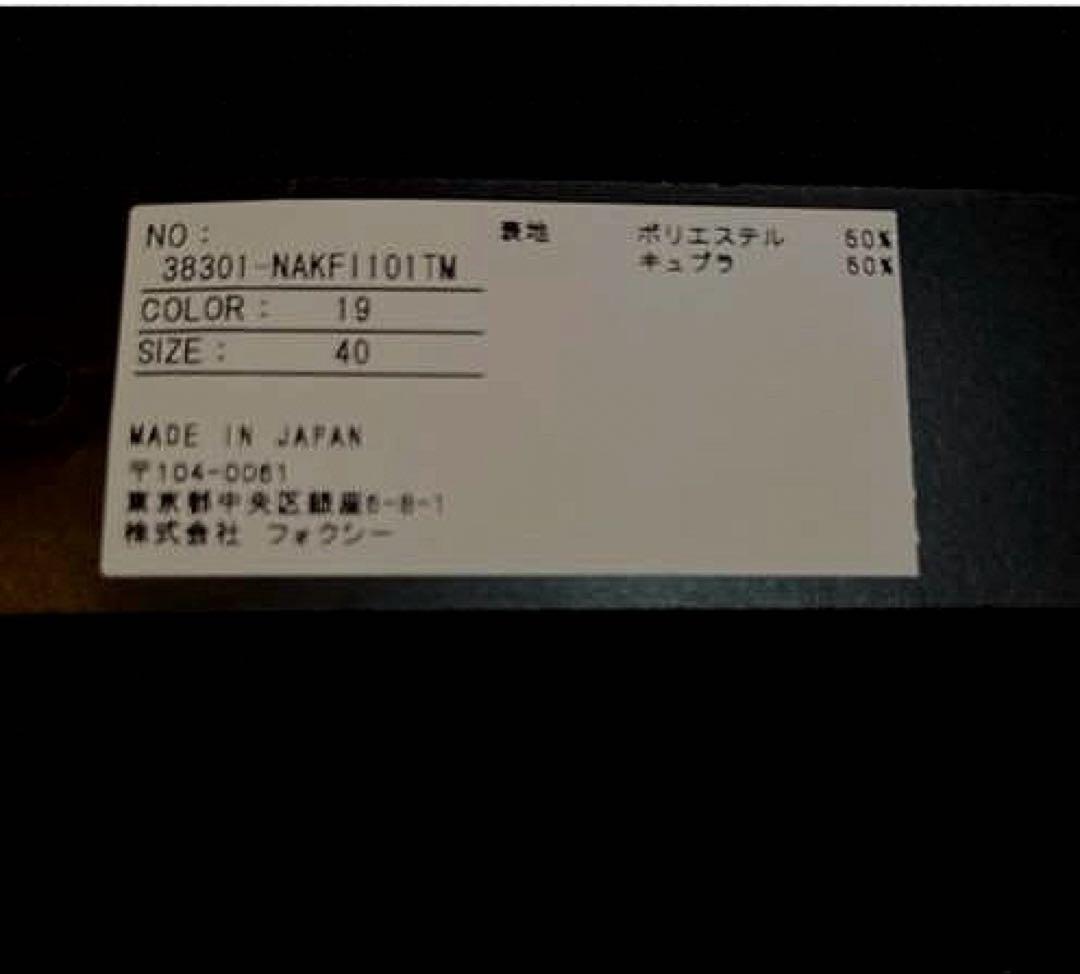 NO:
38301-NAKF1101TM
COLOR: 19
SIZE: 40
MADE IN JAPAN
〒104-0061
東京都中央区銀座6-8-1
株式会社 フォクシー
裏地 ポリエステル 50%
キュプラ 50%